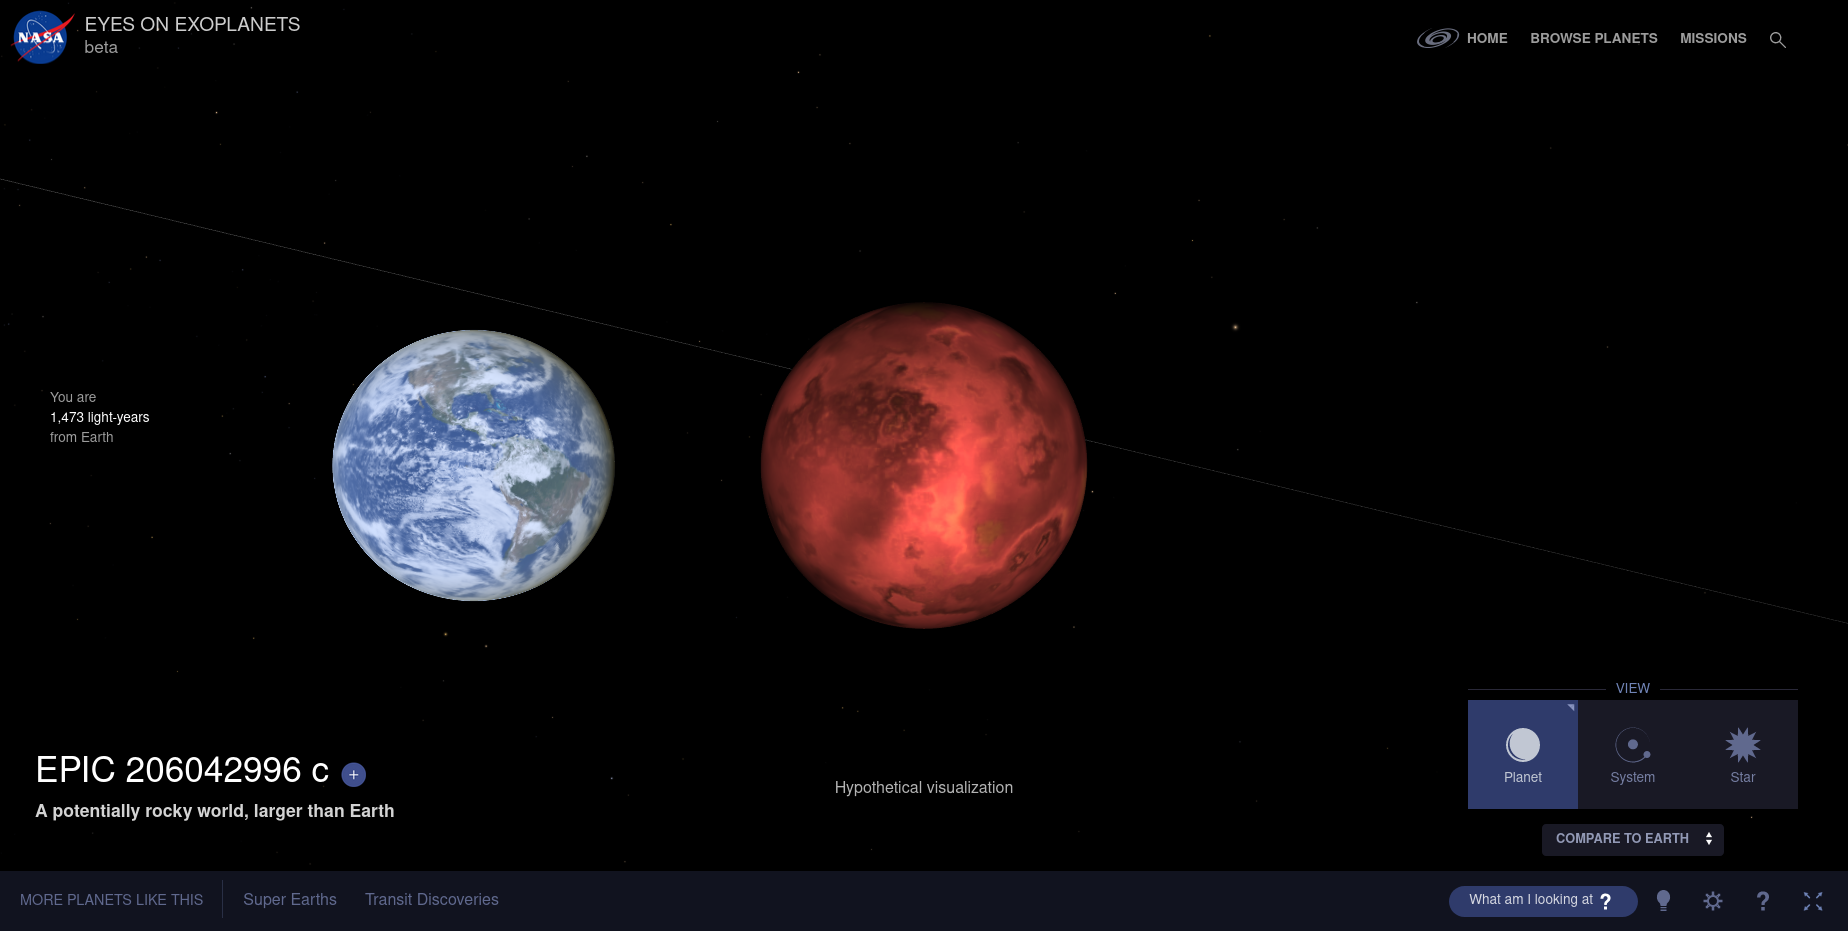 NASA
EYES ON EXOPLANETS
beta
HOME
BROWSE PLANETS
MISSIONS
You are
1,473 light-years
from Earth
EPIC 206042996 c +
A potentially rocky world, larger than Earth
Hypothetical visualization
VIEW
Planet
System
Star
COMPARE TO EARTH
MORE PLANETS LIKE THIS
Super Earths
Transit Discoveries
What am I looking at ?
?